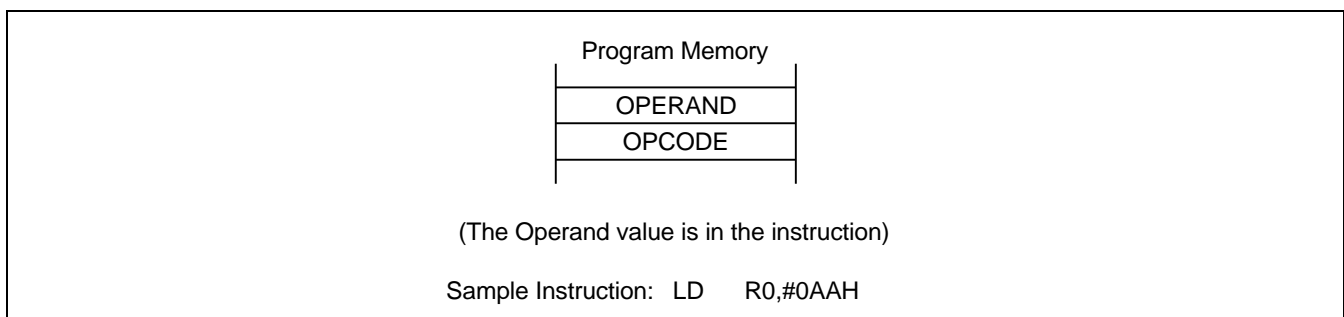 Program Memory
OPERAND
OPCODE
(The Operand value is in the instruction)
Sample Instruction: LD R0,#0AAH